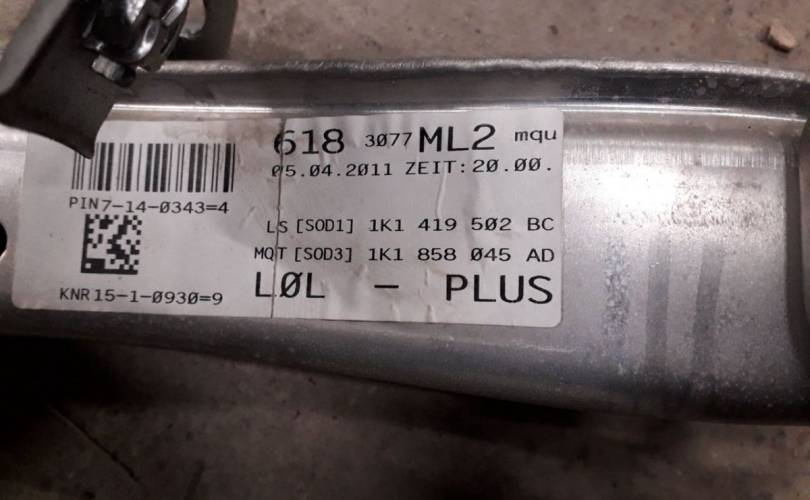 618 3077 ML2 mqu
05.04.2011 ZEIT:20.00.
PIN7-14-0343=4
LS [SOD1] 1K1 419 502 BC
MQT [SOD3] 1K1 858 045 AD
LØL - PLUS
KNR15-1-0930=9